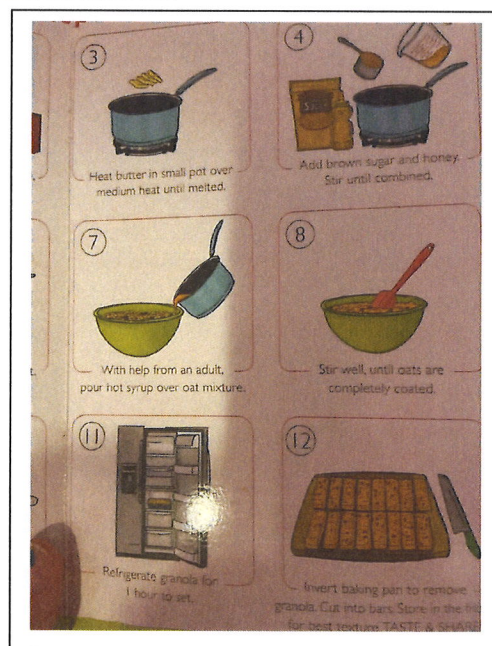 3
4
Heat butter in small pot over
medium heat until melted.
Add brown sugar and honey.
Stir until combined.
7
8
With help from an adult,
pour hot syrup over oat mixture.
Stir well, until oats are
completely coated.
11
12
Refrigerate granola for
1 hour to set.
Invert baking pan to remove
granola. Cut into bars. Store in the
for best texture. TASTE & SHARE